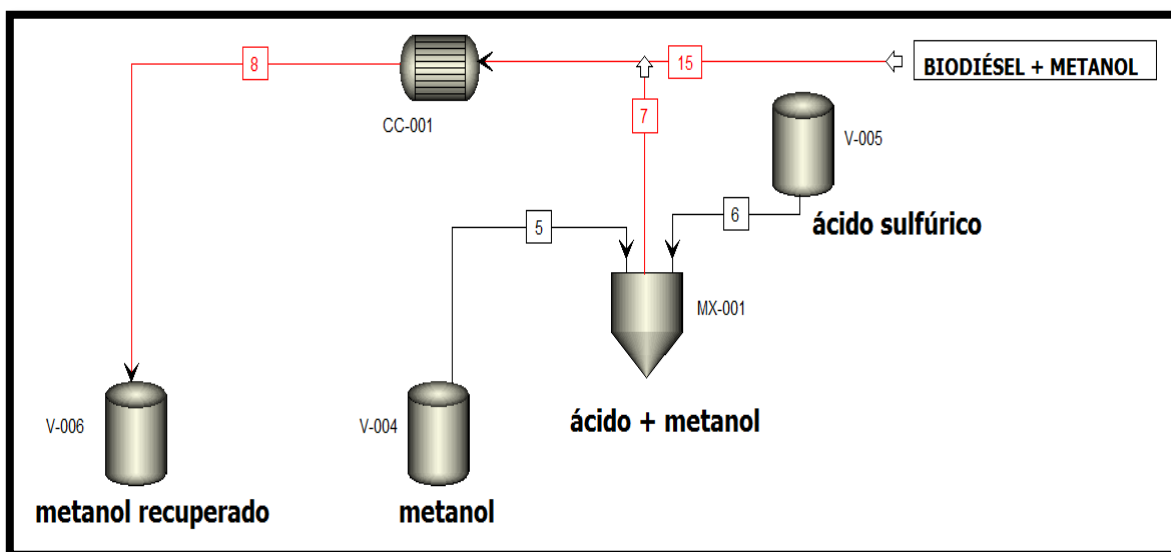 8
15
BIODIÉSEL + METANOL
CC-001
7
V-005
5
6
ácido sulfúrico
MX-001
V-006
V-004
ácido + metanol
metanol recuperado
metanol